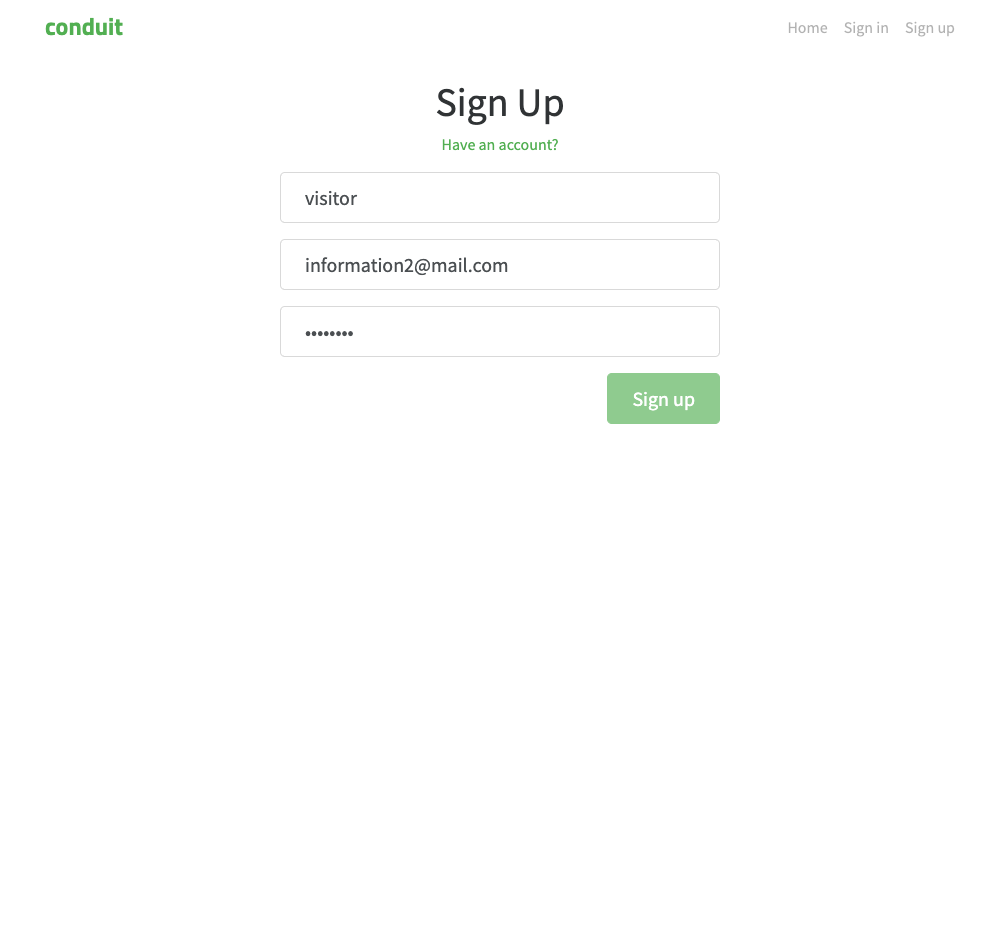 conduit
Home Sign in Sign up
Sign Up
Have an account?
visitor
information2@mail.com
••••••••
Sign up